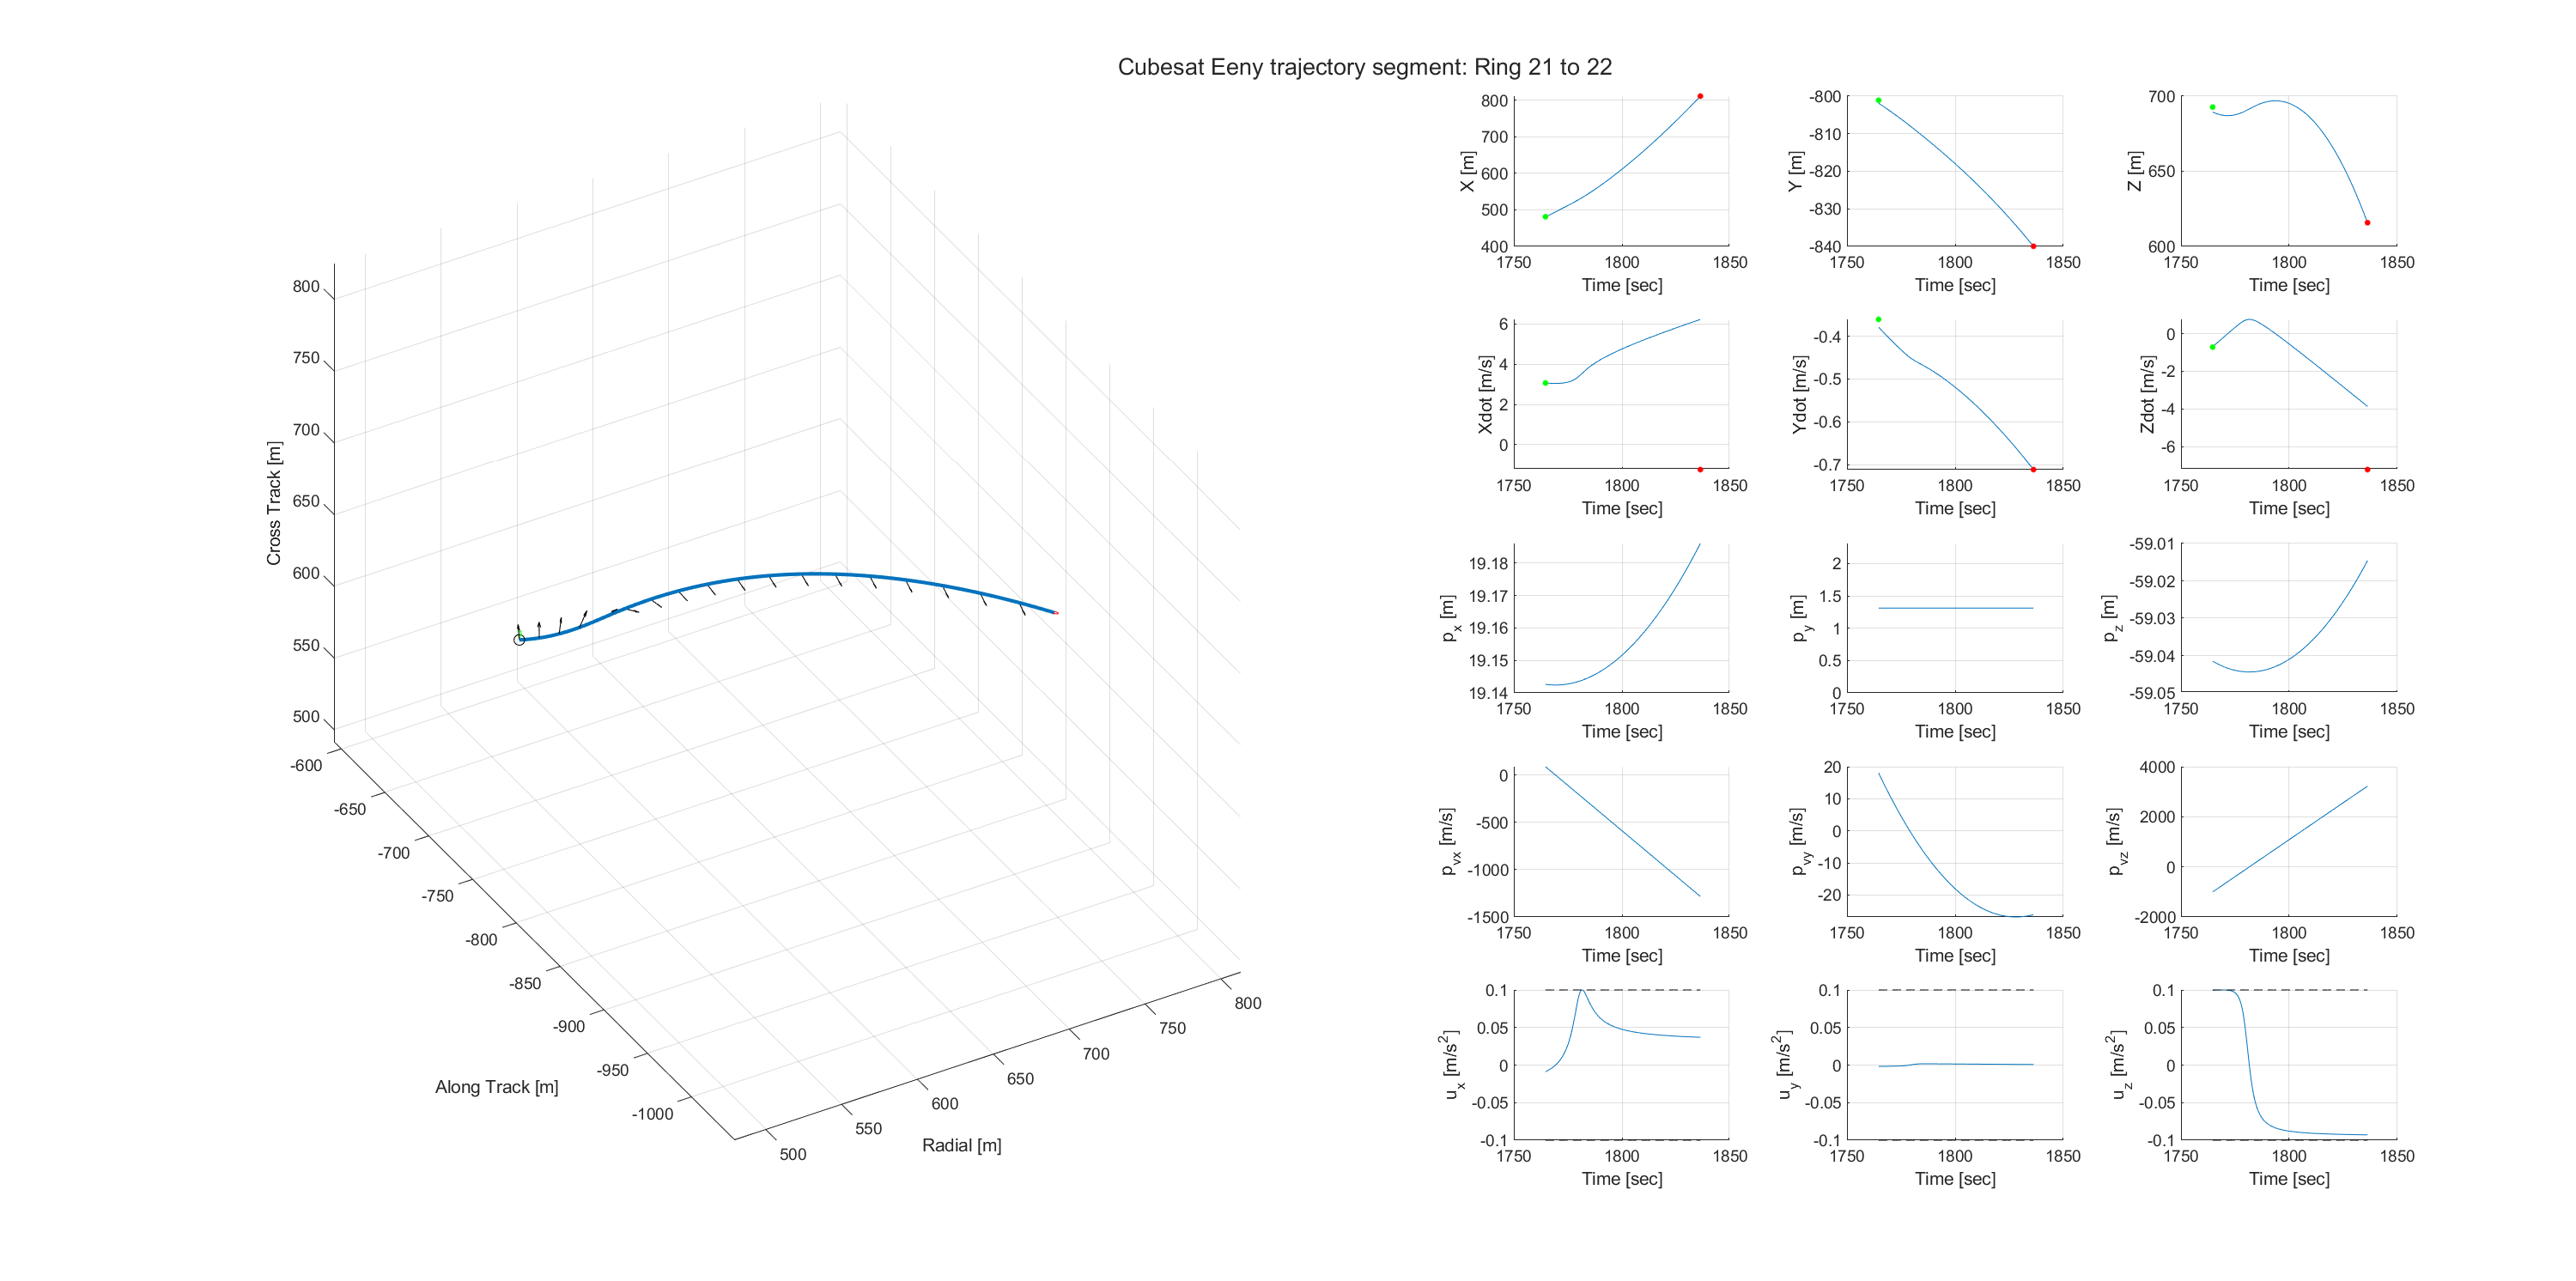 Cubesat Eeny trajectory segment: Ring 21 to 22
Cross Track [m]
800
750
700
650
600
550
500
-600
-650
-700
-750
-800
-850
-900
-950
-1000
Along Track [m]
500
550
600
650
700
750
800
Radial [m]
X [m]
800
700
600
500
400
1750 1800 1850
Time [sec]
Y [m]
-800
-810
-820
-830
-840
1750 1800 1850
Time [sec]
Z [m]
700
650
600
1750 1800 1850
Time [sec]
Xdot [m/s]
6
4
2
0
1750 1800 1850
Time [sec]
Ydot [m/s]
-0.4
-0.5
-0.6
-0.7
1750 1800 1850
Time [sec]
Zdot [m/s]
0
-2
-4
-6
1750 1800 1850
Time [sec]
p_x [m]
19.18
19.17
19.16
19.15
19.14
1750 1800 1850
Time [sec]
p_y [m]
2
1.5
1
0.5
0
1750 1800 1850
Time [sec]
p_z [m]
-59.01
-59.02
-59.03
-59.04
-59.05
1750 1800 1850
Time [sec]
p_vx [m/s]
0
-500
-1000
-1500
1750 1800 1850
Time [sec]
p_vy [m/s]
20
10
0
-10
-20
1750 1800 1850
Time [sec]
p_vz [m/s]
4000
2000
0
-2000
1750 1800 1850
Time [sec]
u_x [m/s²]
0.1
0.05
0
-0.05
-0.1
1750 1800 1850
Time [sec]
u_y [m/s²]
0.1
0.05
0
-0.05
-0.1
1750 1800 1850
Time [sec]
u_z [m/s²]
0.1
0.05
0
-0.05
-0.1
1750 1800 1850
Time [sec]